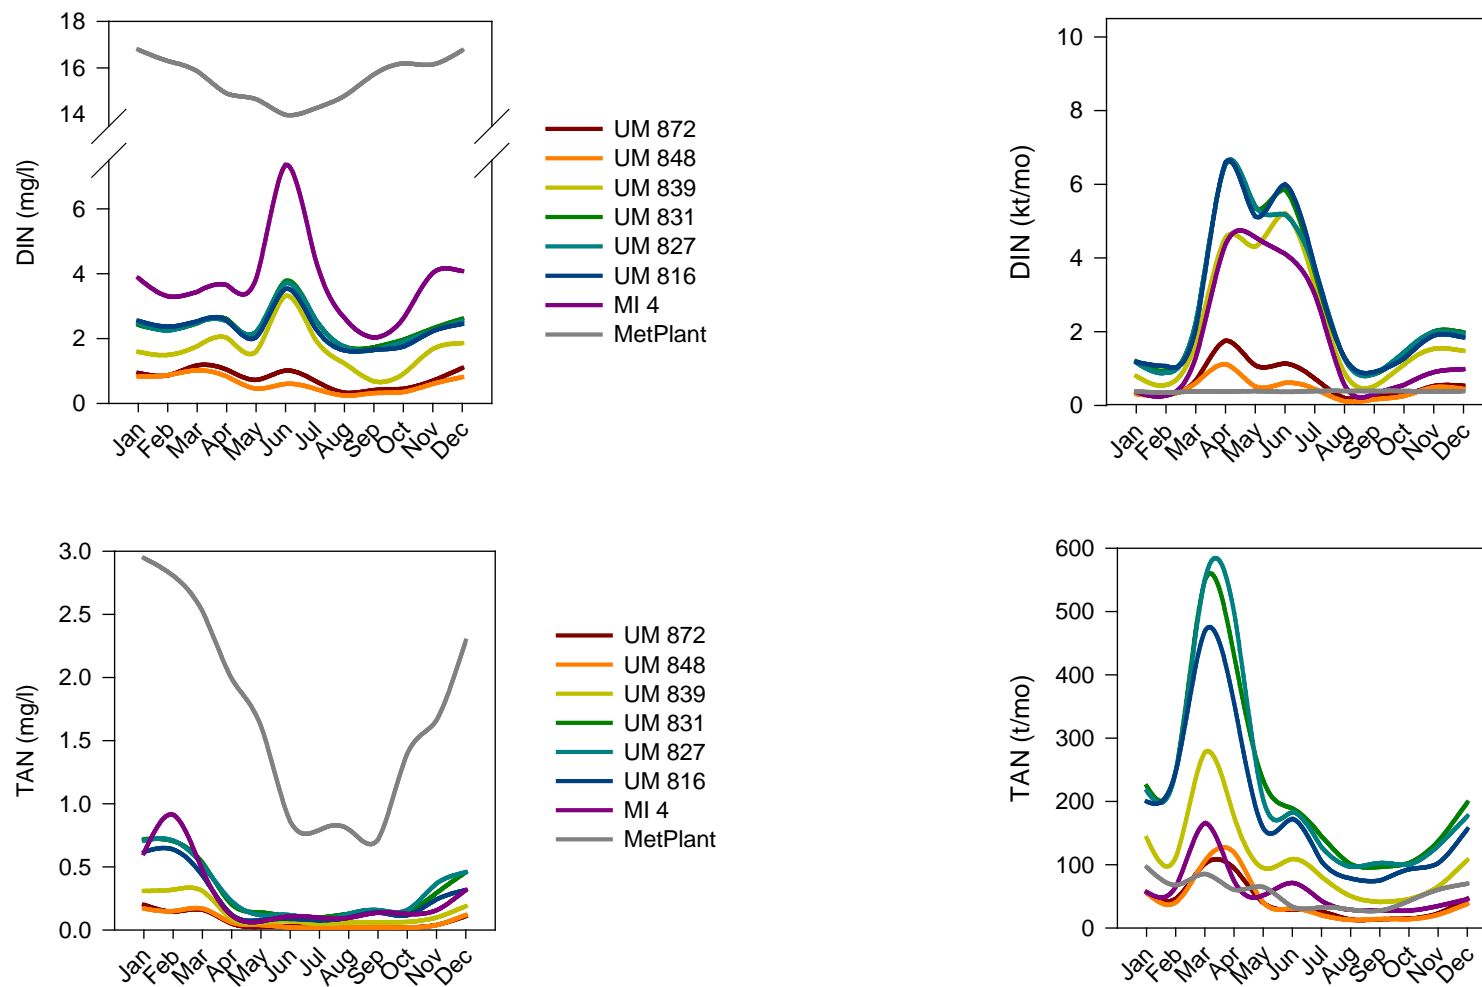 18
16
14
6
4
2
0
DIN (mg/l)
Jan
Feb
Mar
Apr
May
Jun
Jul
Aug
Sep
Oct
Nov
Dec
UM 872
UM 848
UM 839
UM 831
UM 827
UM 816
MI 4
MetPlant
10
8
6
4
2
0
DIN (kt/mo)
Jan
Feb
Mar
Apr
May
Jun
Jul
Aug
Sep
Oct
Nov
Dec
3.0
2.5
2.0
1.5
1.0
0.5
0.0
TAN (mg/l)
Jan
Feb
Mar
Apr
May
Jun
Jul
Aug
Sep
Oct
Nov
Dec
UM 872
UM 848
UM 839
UM 831
UM 827
UM 816
MI 4
MetPlant
600
500
400
300
200
100
0
TAN (t/mo)
Jan
Feb
Mar
Apr
May
Jun
Jul
Aug
Sep
Oct
Nov
Dec